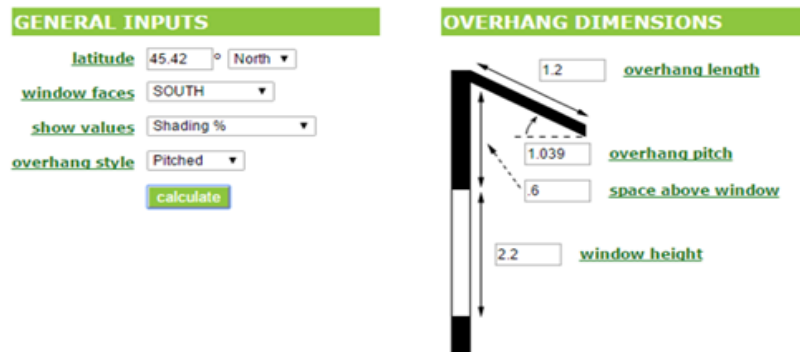 GENERAL INPUTS
latitude 45.42 ° North ▼
window faces SOUTH ▼
show values Shading % ▼
overhang style Pitched ▼
calculate
OVERHANG DIMENSIONS
1.2 overhang length
1.039 overhang pitch
.6 space above window
2.2 window height